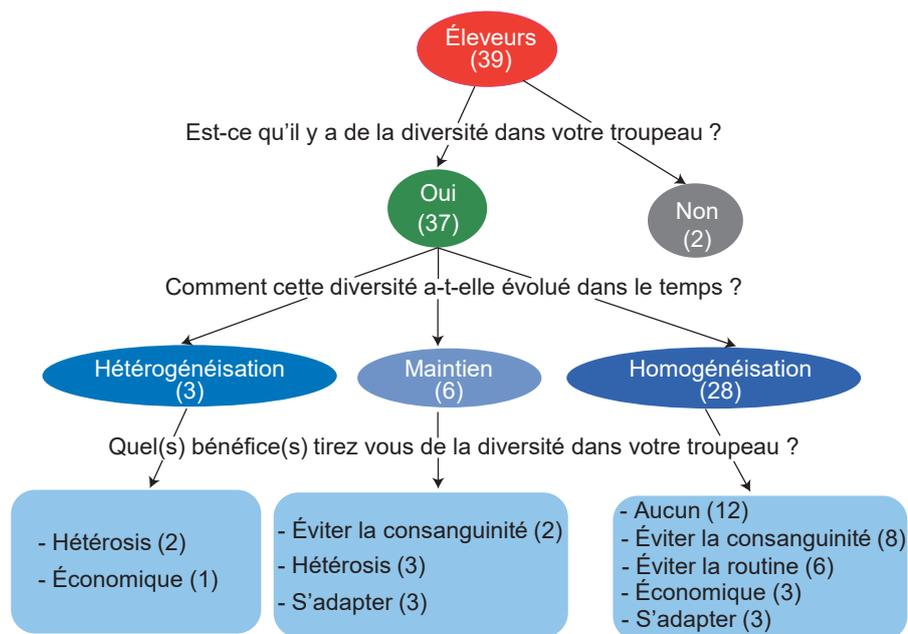 Éleveurs
(39)
Est-ce qu'il y a de la diversité dans votre troupeau ?
Oui
(37)
Non
(2)
Comment cette diversité a-t-elle évolué dans le temps ?
Hétérogénéisation
(3)
Maintien
(6)
Homogénéisation
(28)
Quel(s) bénéfice(s) tirez vous de la diversité dans votre troupeau ?
- Hétérosis (2)
- Économique (1)
- Éviter la consanguinité (2)
- Hétérosis (3)
- S'adapter (3)
- Aucun (12)
- Éviter la consanguinité (8)
- Éviter la routine (6)
- Économique (3)
- S'adapter (3)